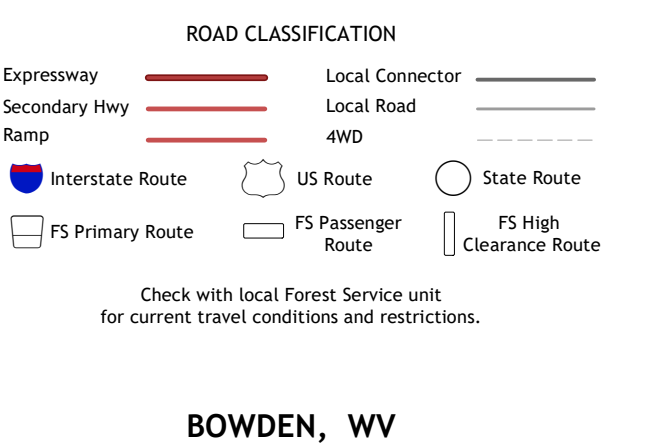 ROAD CLASSIFICATION
Expressway
Local Connector
Secondary Hwy
Local Road
Ramp
4WD
Interstate Route
US Route
State Route
FS Primary Route
FS Passenger
Route
FS High
Clearance Route
Check with local Forest Service unit
for current travel conditions and restrictions.
BOWDEN, WV